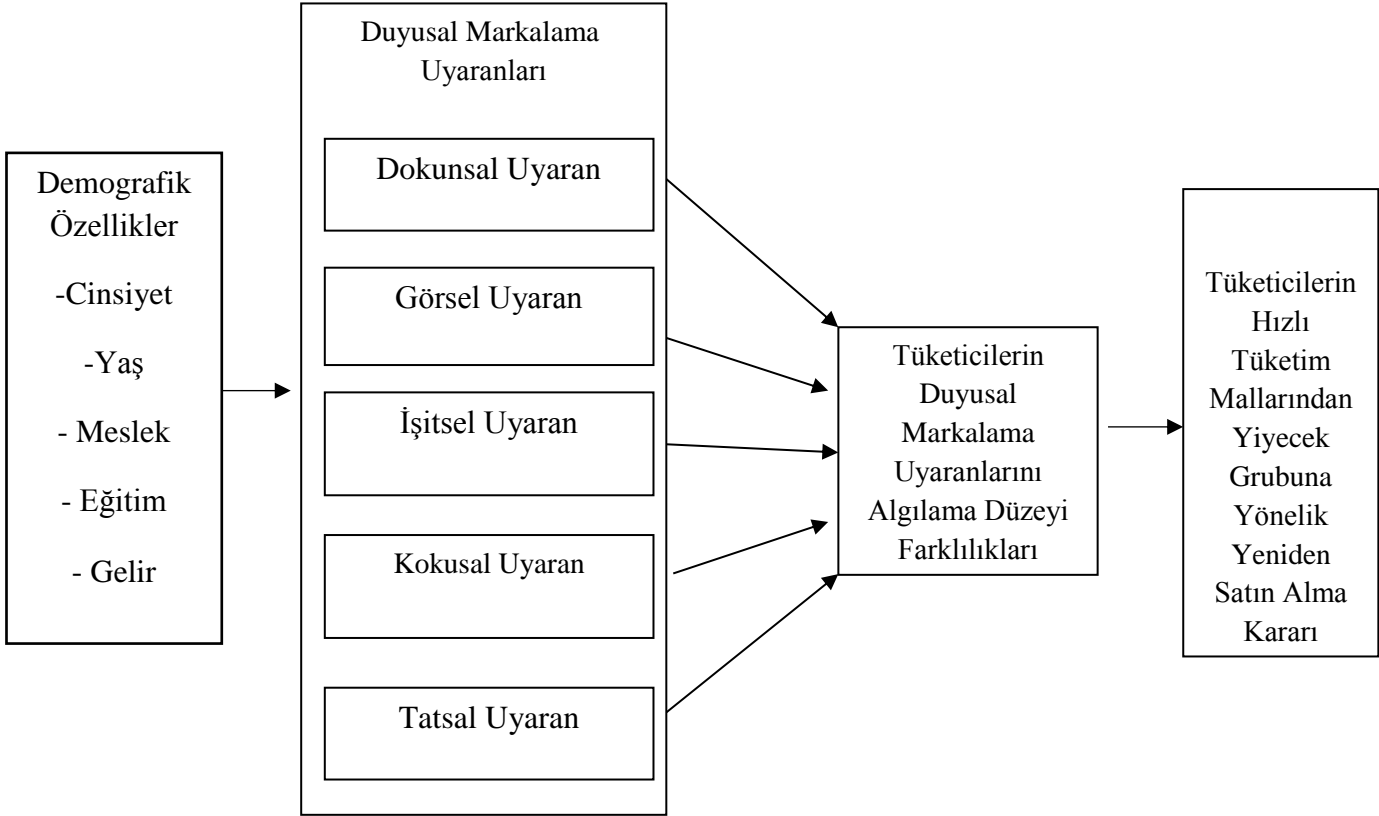 Demografik
Özellikler
-Cinsiyet
-Yaş
- Meslek
- Eğitim
- Gelir
Duyusal Markalama
Uyaranları
Dokunsal Uyaran
Görsel Uyaran
İşitsel Uyaran
Kokusal Uyaran
Tatsal Uyaran
Tüketicilerin
Duyusal
Markalama
Uyaranlarını
Algılama Düzeyi
Farklılıkları
Tüketicilerin
Hızlı
Tüketim
Mallarından
Yiyecek
Grubuna
Yönelik
Yeniden
Satın Alma
Kararı